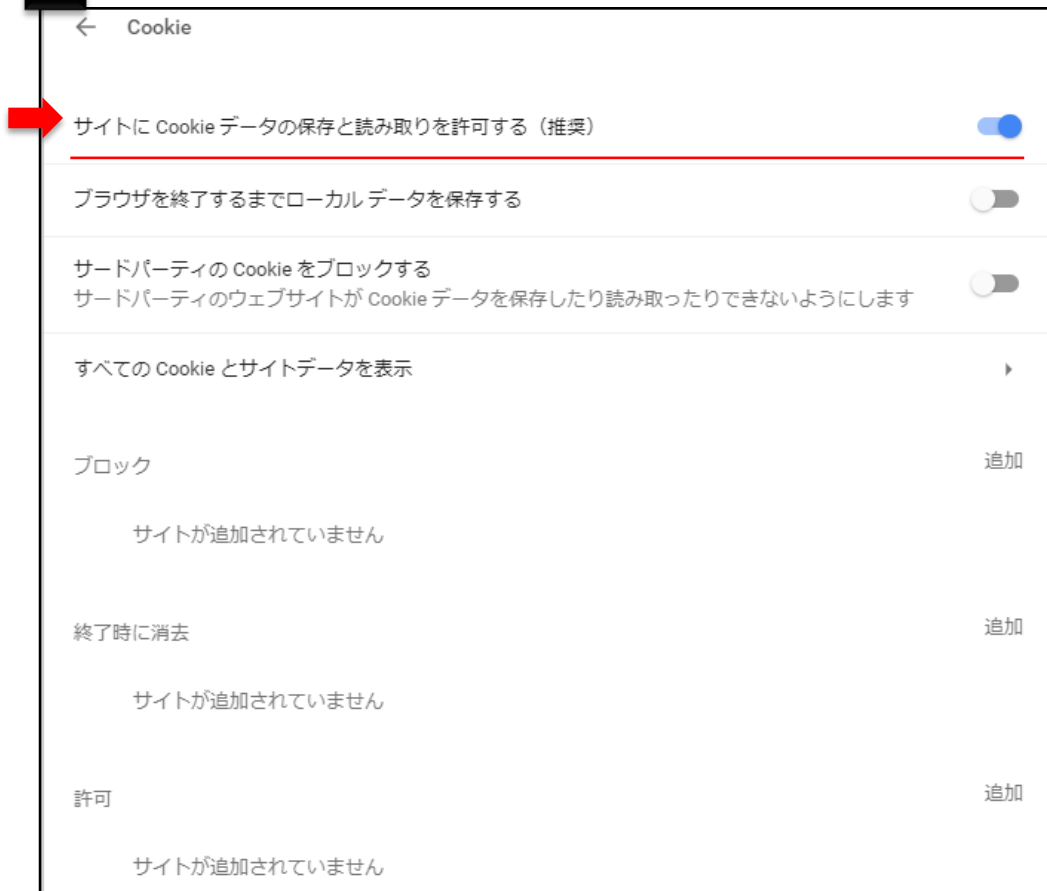 Cookie
サイトに Cookie データの保存と読み取りを許可する（推奨）
ブラウザを終了するまでローカル データを保存する
サードパーティの Cookie をブロックする
サードパーティのウェブサイトが Cookie データを保存したり読み取ったりできないようにします
すべての Cookie とサイトデータを表示
ブロック
追加
サイトが追加されていません
終了時に消去
追加
サイトが追加されていません
許可
追加
サイトが追加されていません